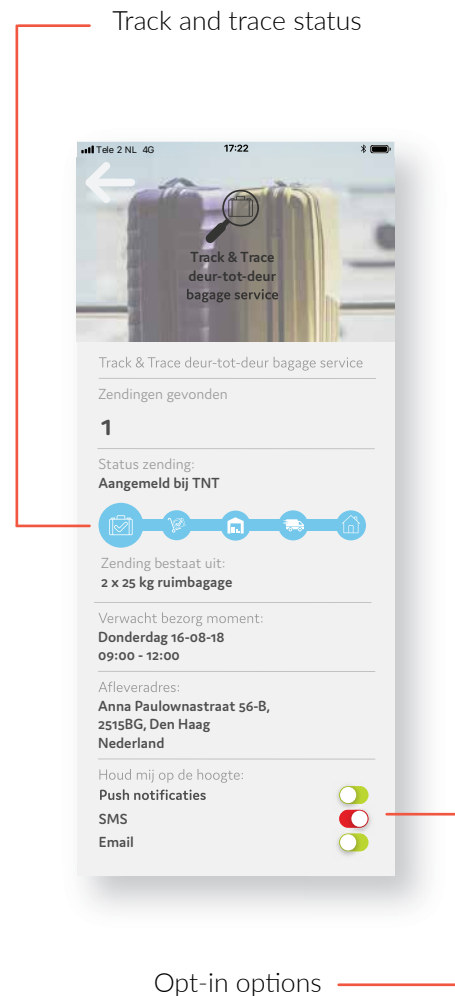 Track and trace status
Tele 2 NL 4G 17:22
Track & Trace
deur-tot-deur
bagage service
Track & Trace deur-tot-deur bagage service
Zendingen gevonden
1
Status zending:
Aangemeld bij TNT
Zending bestaat uit:
2 x 25 kg ruimbagage
Verwacht bezorg moment:
Donderdag 16-08-18
09:00 - 12:00
Afleveradres:
Anna Paulownastraat 56-B,
2515BG, Den Haag
Nederland
Houd mij op de hoogte:
Push notificaties
SMS
Email
Opt-in options